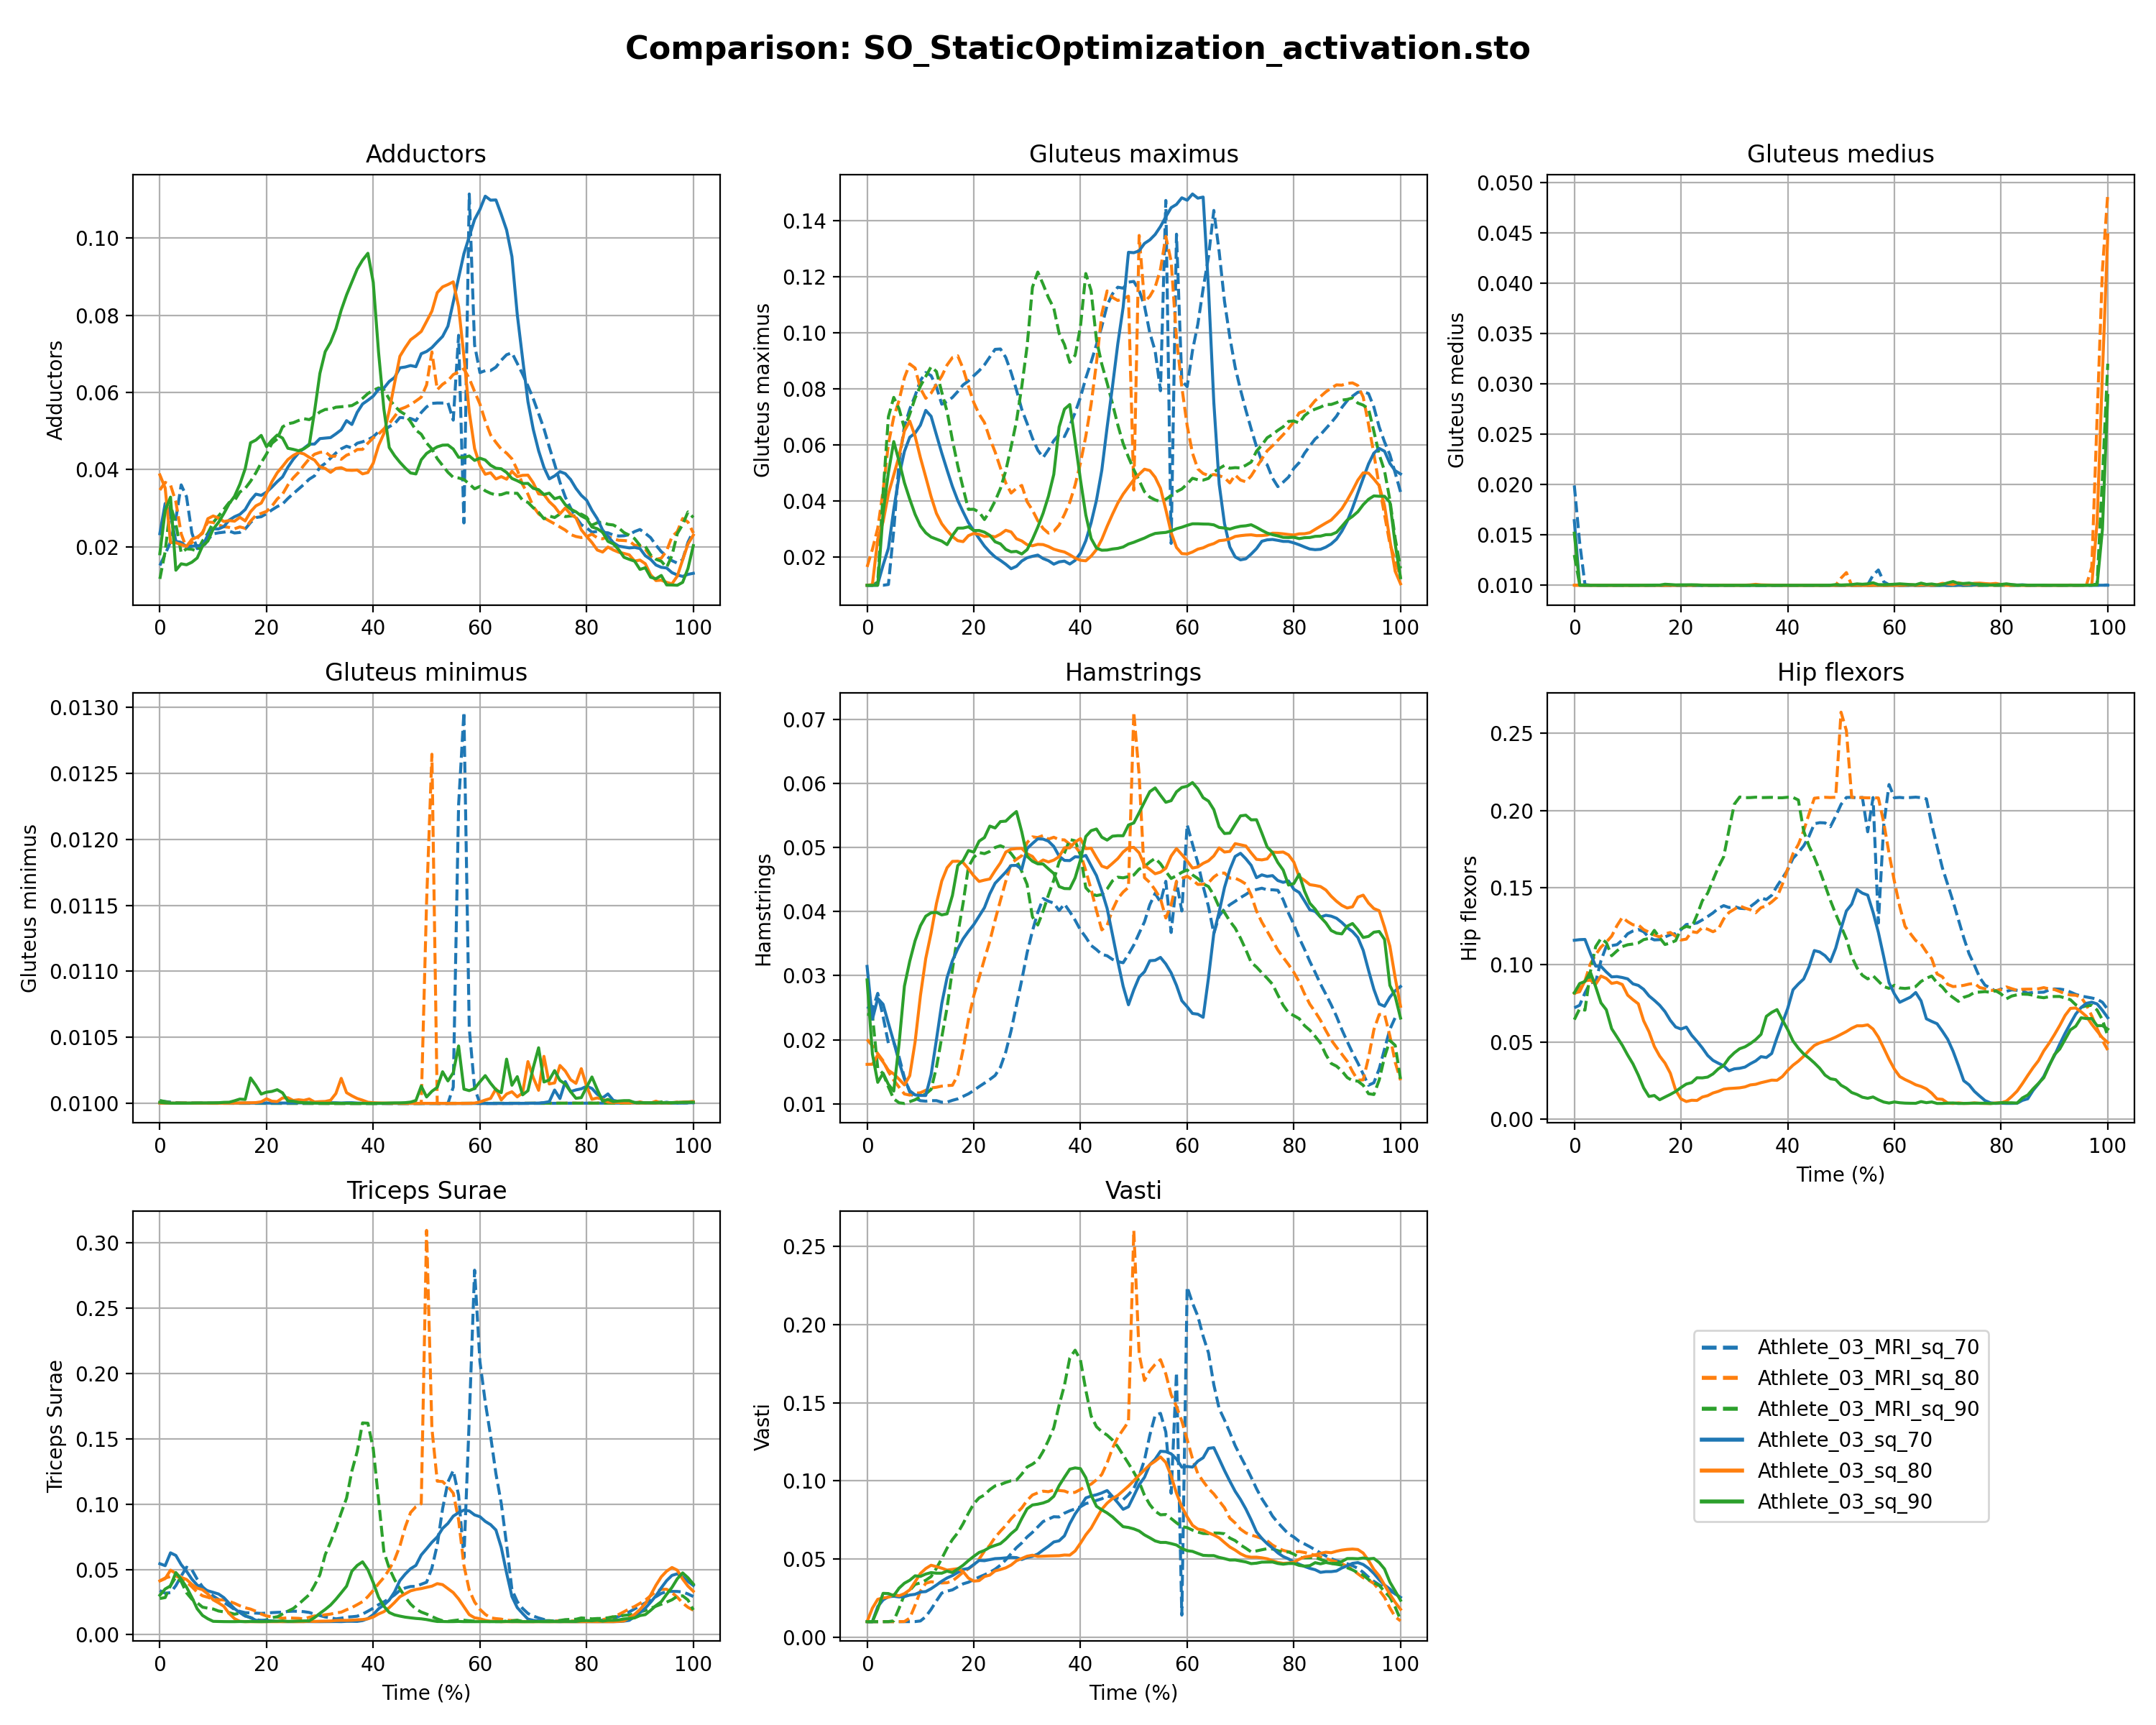 Comparison: SO_StaticOptimization_activation.sto
Adductors
Adductors
0.10
0.08
0.06
0.04
0.02
0 20 40 60 80 100
Gluteus maximus
Gluteus maximus
0.14
0.12
0.10
0.08
0.06
0.04
0.02
0 20 40 60 80 100
Gluteus medius
Gluteus medius
0.050
0.045
0.040
0.035
0.030
0.025
0.020
0.015
0.010
0 20 40 60 80 100
Gluteus minimus
Gluteus minimus
0.0130
0.0125
0.0120
0.0115
0.0110
0.0105
0.0100
0 20 40 60 80 100
Hamstrings
Hamstrings
0.07
0.06
0.05
0.04
0.03
0.02
0.01
0 20 40 60 80 100
Hip flexors
Hip flexors
0.25
0.20
0.15
0.10
0.05
0.00
0 20 40 60 80 100
Time (%)
Triceps Surae
Triceps Surae
0.30
0.25
0.20
0.15
0.10
0.05
0.00
0 20 40 60 80 100
Time (%)
Vasti
Vasti
0.25
0.20
0.15
0.10
0.05
0.00
0 20 40 60 80 100
Time (%)
Athlete_03_MRI_sq_70
Athlete_03_MRI_sq_80
Athlete_03_MRI_sq_90
Athlete_03_sq_70
Athlete_03_sq_80
Athlete_03_sq_90